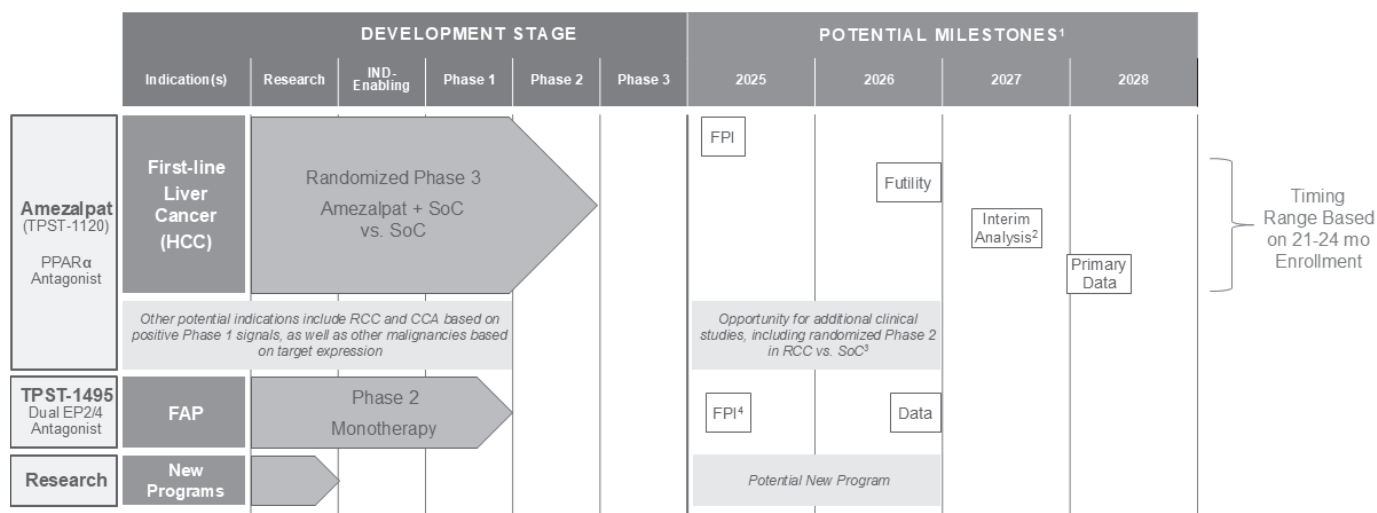 DEVELOPMENT STAGE
POTENTIAL MILESTONES¹
Indication(s)
Research
IND-
Enabling
Phase 1
Phase 2
Phase 3
2025
2026
2027
2028
Amezalpat
(TPST-1120)
PPARα
Antagonist
First-line
Liver
Cancer
(HCC)
Randomized Phase 3
Amezalpat + SoC
vs. SoC
FPI
Futility
Interim
Analysis²
Primary
Data
Timing
Range Based
on 21-24 mo
Enrollment
Other potential indications include RCC and CCA based on
positive Phase 1 signals, as well as other malignancies based
on target expression
Opportunity for additional clinical
studies, including randomized Phase 2
in RCC vs. SoC³
TPST-1495
Dual EP2/4
Antagonist
FAP
Phase 2
Monotherapy
FPI⁴
Data
Research
New
Programs
Potential New Program